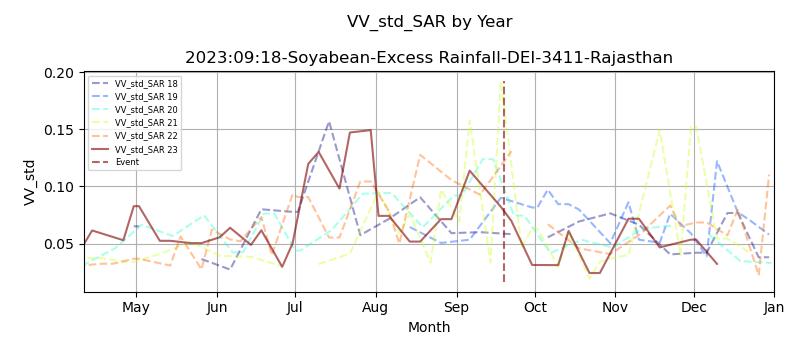 VV_std_SAR by Year
2023:09:18-Soyabean-Excess Rainfall-DEI-3411-Rajasthan
0.20
0.15
0.10
0.05
VV_std
VV_std_SAR 18
VV_std_SAR 19
VV_std_SAR 20
VV_std_SAR 21
VV_std_SAR 22
VV_std_SAR 23
Event
May Jun Jul Aug Sep Oct Nov Dec Jan
Month